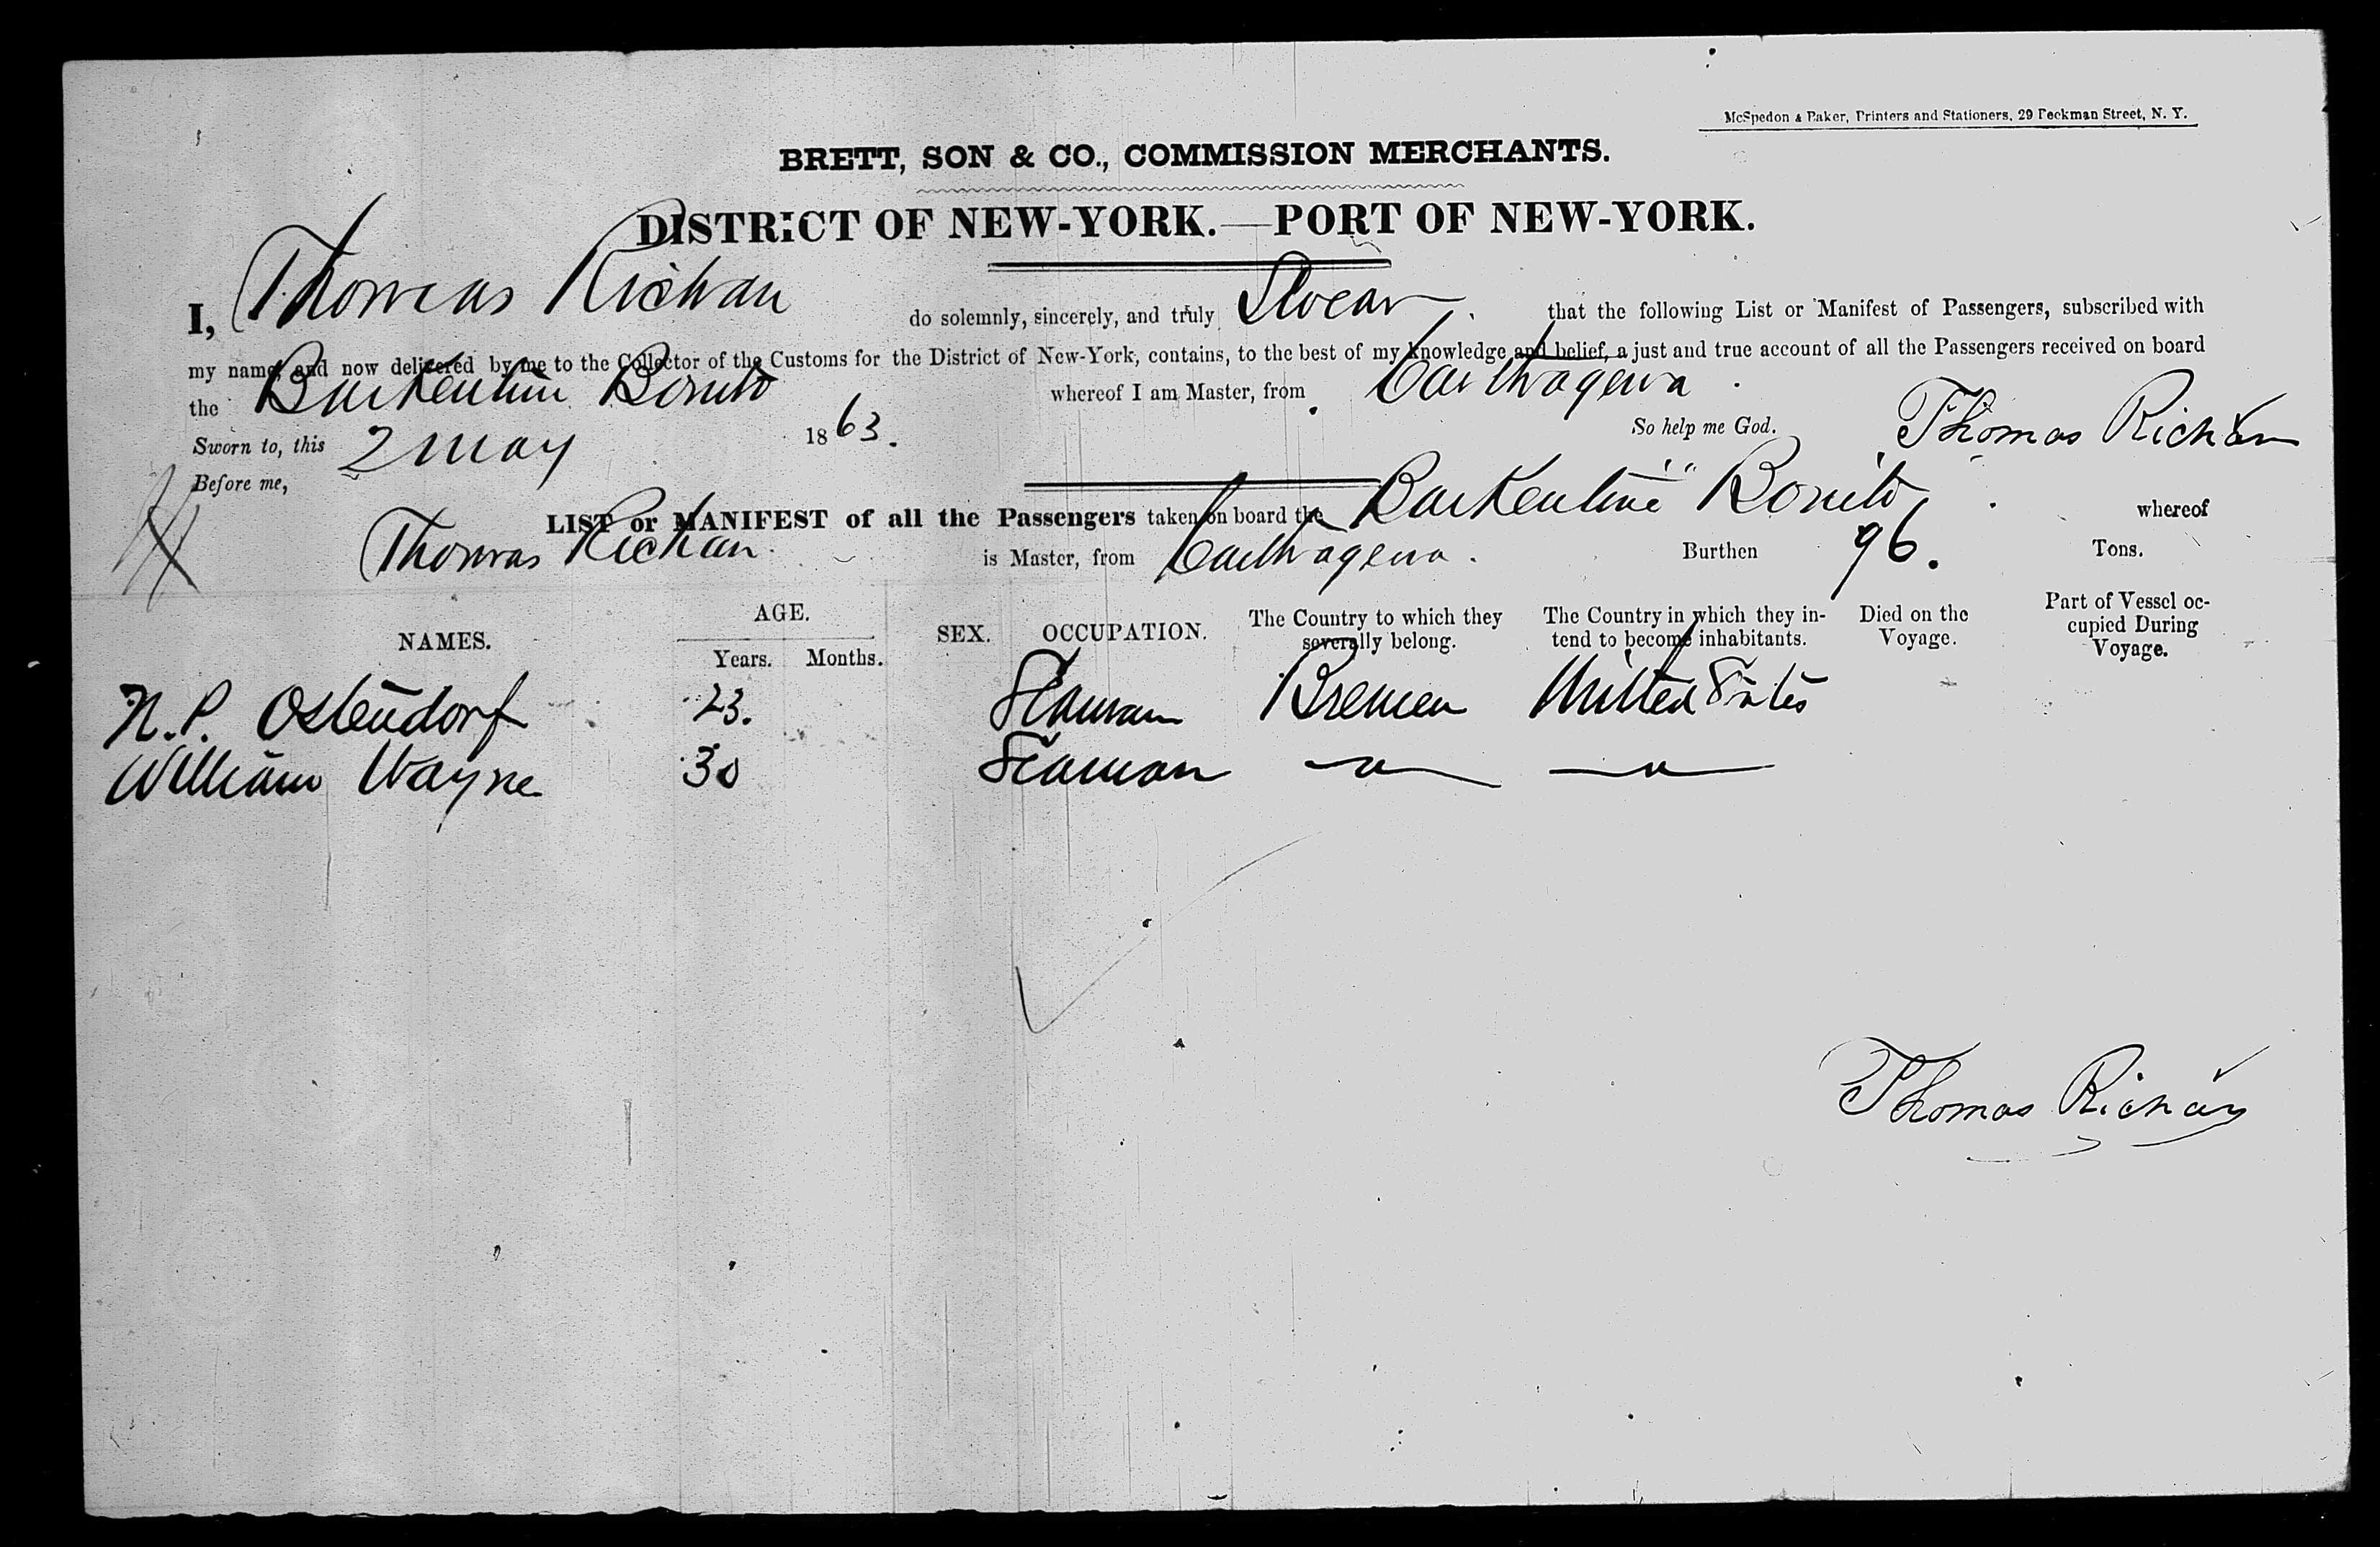 McSpedon & Baker, Printers and Stationers, 29 Beekman Street, N. Y.
BRETT, SON & CO., COMMISSION MERCHANTS.
DISTRICT OF NEW-YORK.—PORT OF NEW-YORK.
I, Thomas Richan do solemnly, sincerely, and truly Swear that the following List or Manifest of Passengers, subscribed with
my name, and now delivered by me to the Collector of the Customs for the District of New-York, contains, to the best of my knowledge and belief, a just and true account of all the Passengers received on board
the Barkentine Bonito whereof I am Master, from Carthagena.
So help me God. Thomas Richan
Sworn to, this 2 May 1863.
Before me,
LIST or MANIFEST of all the Passengers taken on board the Barkentine "Bonito whereof
Thomas Richan. is Master, from Carthagena. Burthen 96. Tons.
NAMES. AGE. Years. Months. SEX. OCCUPATION. The Country to which they severally belong. The Country in which they intend to become inhabitants. Died on the Voyage. Part of Vessel occupied During Voyage.
N. P. Ostendorf 23. Seaman Bremen United States
William Wayne 30 Seaman — " — — " —
Thomas Richan